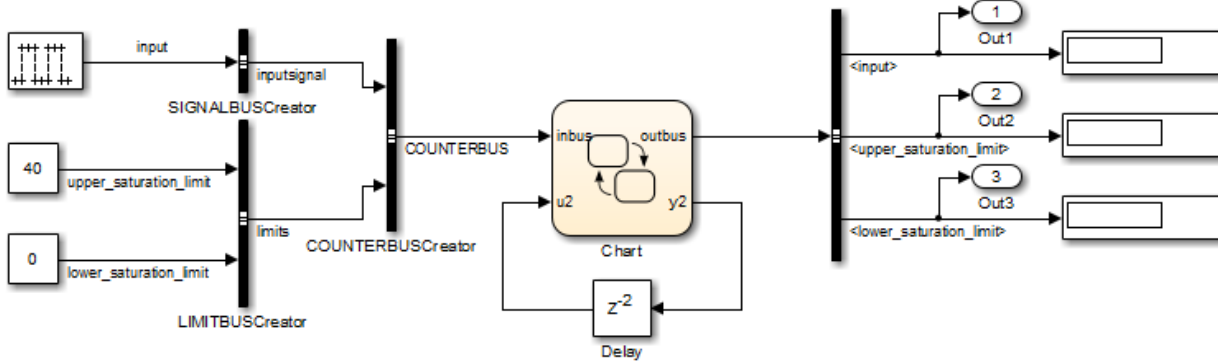 input
inputsignal
SIGNALBUSCreator
40
upper_saturation_limit
0
lower_saturation_limit
limits
LIMITBUSCreator
COUNTERBUS
COUNTERBUSCreator
inbus
outbus
u2
y2
Chart
z-2
Delay
1
Out1
<input>
2
Out2
<upper_saturation_limit>
3
Out3
<lower_saturation_limit>